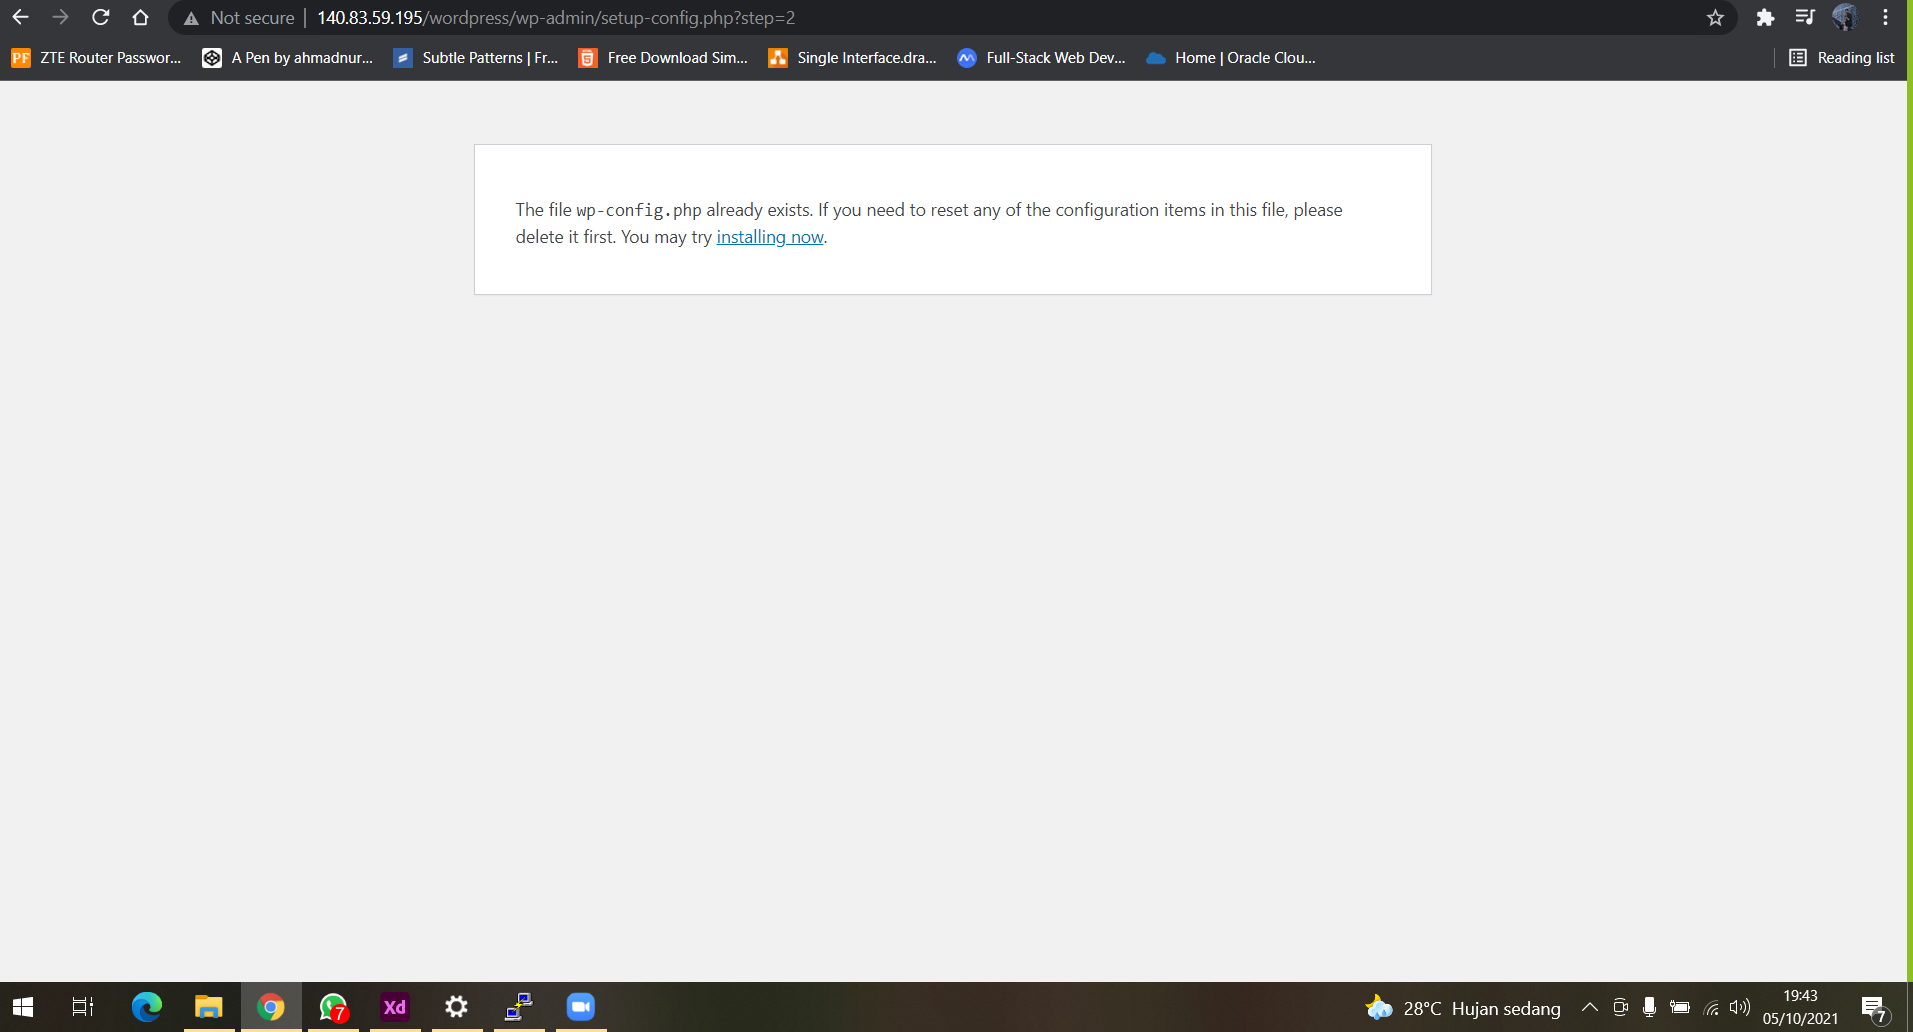 Not secure | 140.83.59.195/wordpress/wp-admin/setup-config.php?step=2
PF ZTE Router Passwor... A Pen by ahmadnur... Subtle Patterns | Fr... Free Download Sim... Single Interface.dra... Full-Stack Web Dev... Home | Oracle Clou... Reading list
The file wp-config.php already exists. If you need to reset any of the configuration items in this file, please
delete it first. You may try installing now.
7 Xd 28°C Hujan sedang 19:43
05/10/2021 7